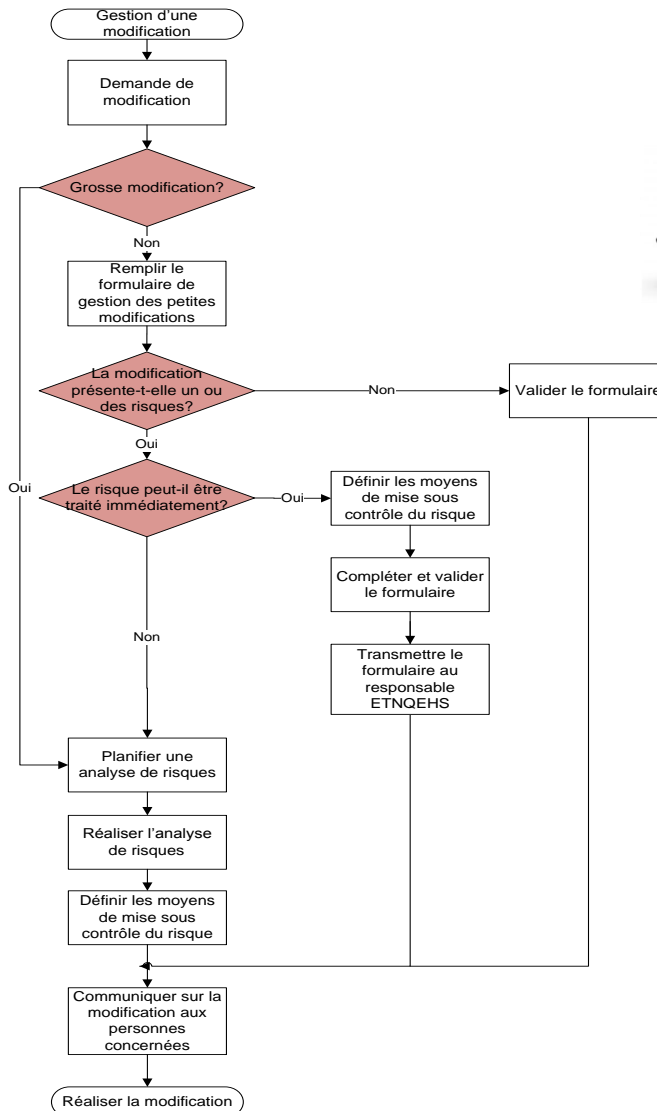 Gestion d'une
modification
Demande de
modification
Grosse modification?
Non
Remplir le
formulaire de
gestion des petites
modifications
La modification
présente-t-elle un ou
des risques?
Non
Valider le formulaire
Oui
Le risque peut-il être
traité immédiatement?
Oui
Oui
Définir les moyens
de mise sous
contrôle du risque
Compléter et valider
le formulaire
Non
Transmettre le
formulaire au
responsable
ETNQEHS
Planifier une
analyse de risques
Réaliser l'analyse
de risques
Définir les moyens
de mise sous
contrôle du risque
Communiquer sur la
modification aux
personnes
concernées
Réaliser la modification